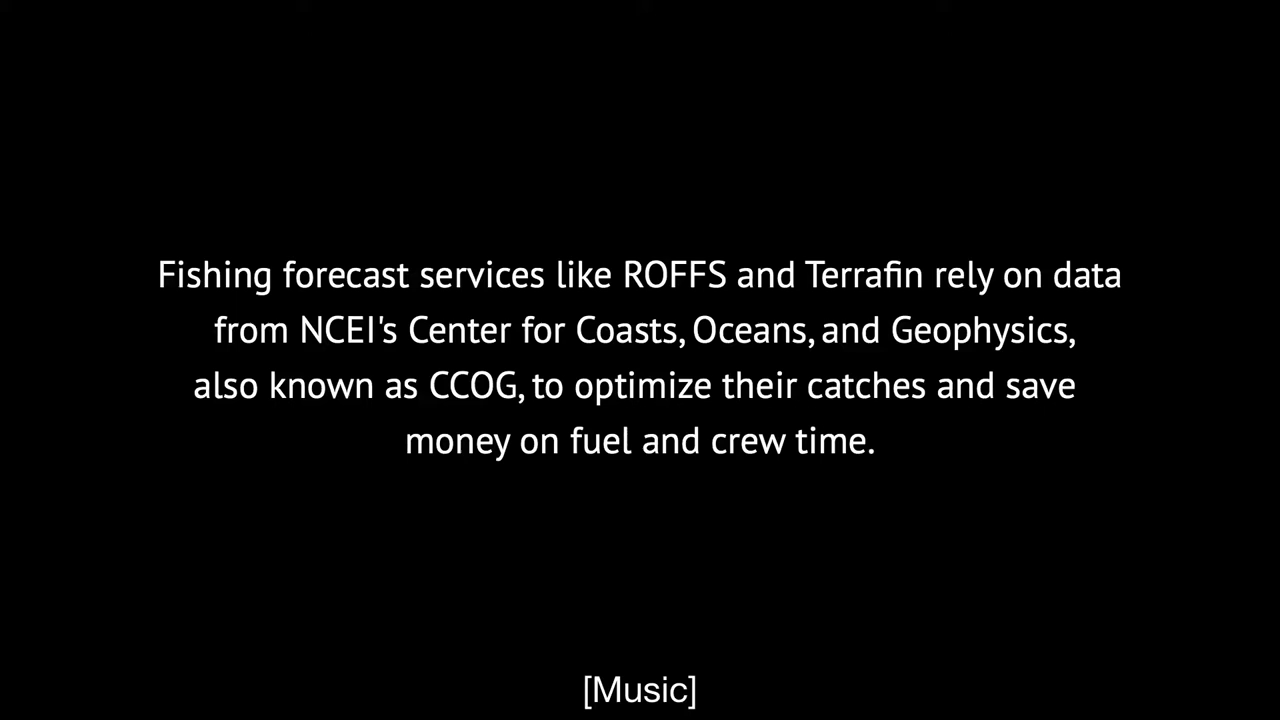 Fishing forecast services like ROFFS and Terrafin rely on data
from NCEI's Center for Coasts, Oceans, and Geophysics,
also known as CCOG, to optimize their catches and save
money on fuel and crew time.
[Music]